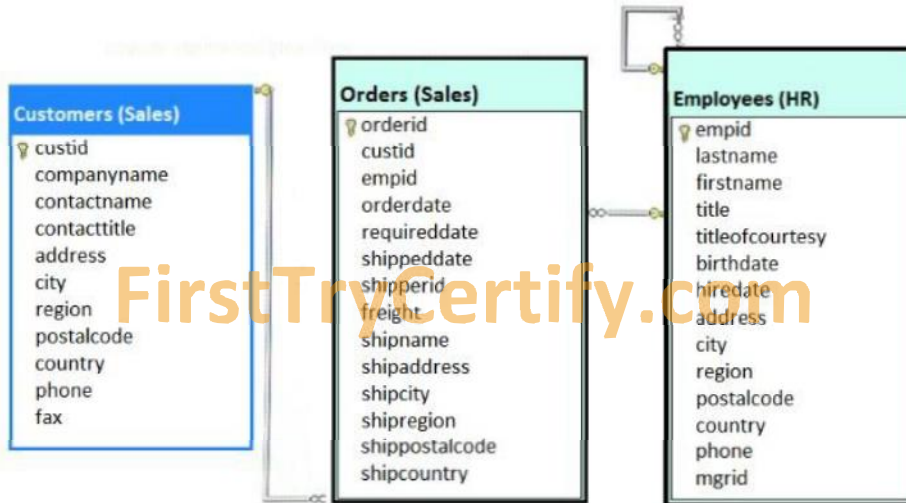 Customers (Sales)
custid
companyname
contactname
contacttitle
address
city
region
postalcode
country
phone
fax
Orders (Sales)
orderid
custid
empid
orderdate
requireddate
shippeddate
shipperid
freight
shipname
shipaddress
shipcity
shipregion
shippostalcode
shipcountry
Employees (HR)
empid
lastname
firstname
title
titleofcourtesy
birthdate
hiredate
address
city
region
postalcode
country
phone
mgrid
FirstTryCertify.com